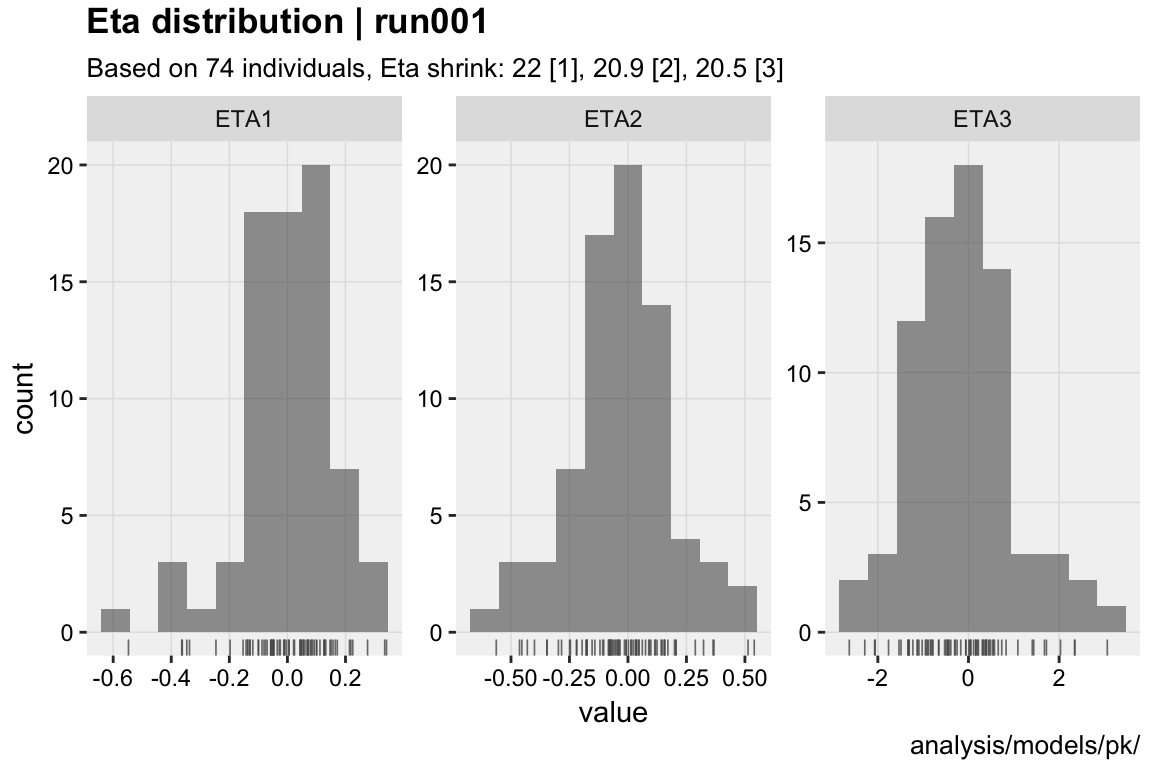 Eta distribution | run001
Based on 74 individuals, Eta shrink: 22 [1], 20.9 [2], 20.5 [3]
ETA1 ETA2 ETA3
20 20
15 15 15
10 10 10
5 5 5
0 0 0
count
-0.6 -0.4 -0.2 0.0 0.2 -0.50 -0.25 0.00 0.25 0.50 -2 0 2
value
analysis/models/pk/